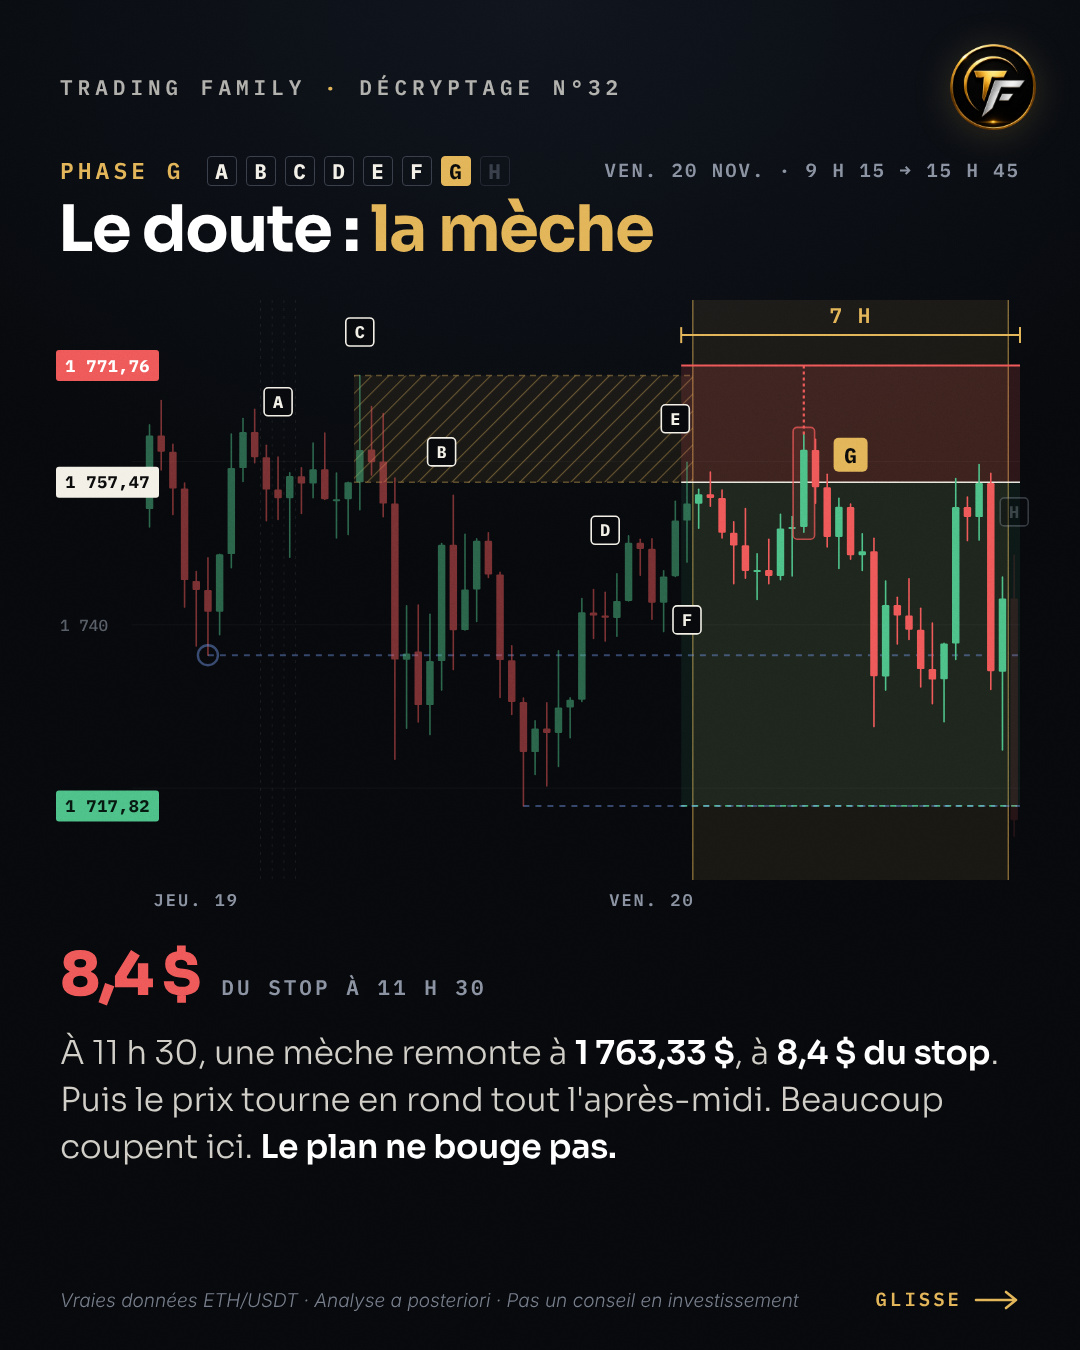 TRADING FAMILY · DÉCRYPTAGE N°32
TF
PHASE G A B C D E F G H
VEN. 20 NOV. · 9 H 15 → 15 H 45
Le doute : la mèche
7 H
C
1 771,76
A
E
B
G
1 757,47
H
D
F
1 740
1 717,82
JEU. 19
VEN. 20
8,4 $ DU STOP À 11 H 30
À 11 h 30, une mèche remonte à 1 763,33 $, à 8,4 $ du stop.
Puis le prix tourne en rond tout l'après-midi. Beaucoup
coupent ici. Le plan ne bouge pas.
Vraies données ETH/USDT · Analyse a posteriori · Pas un conseil en investissement
GLISSE →